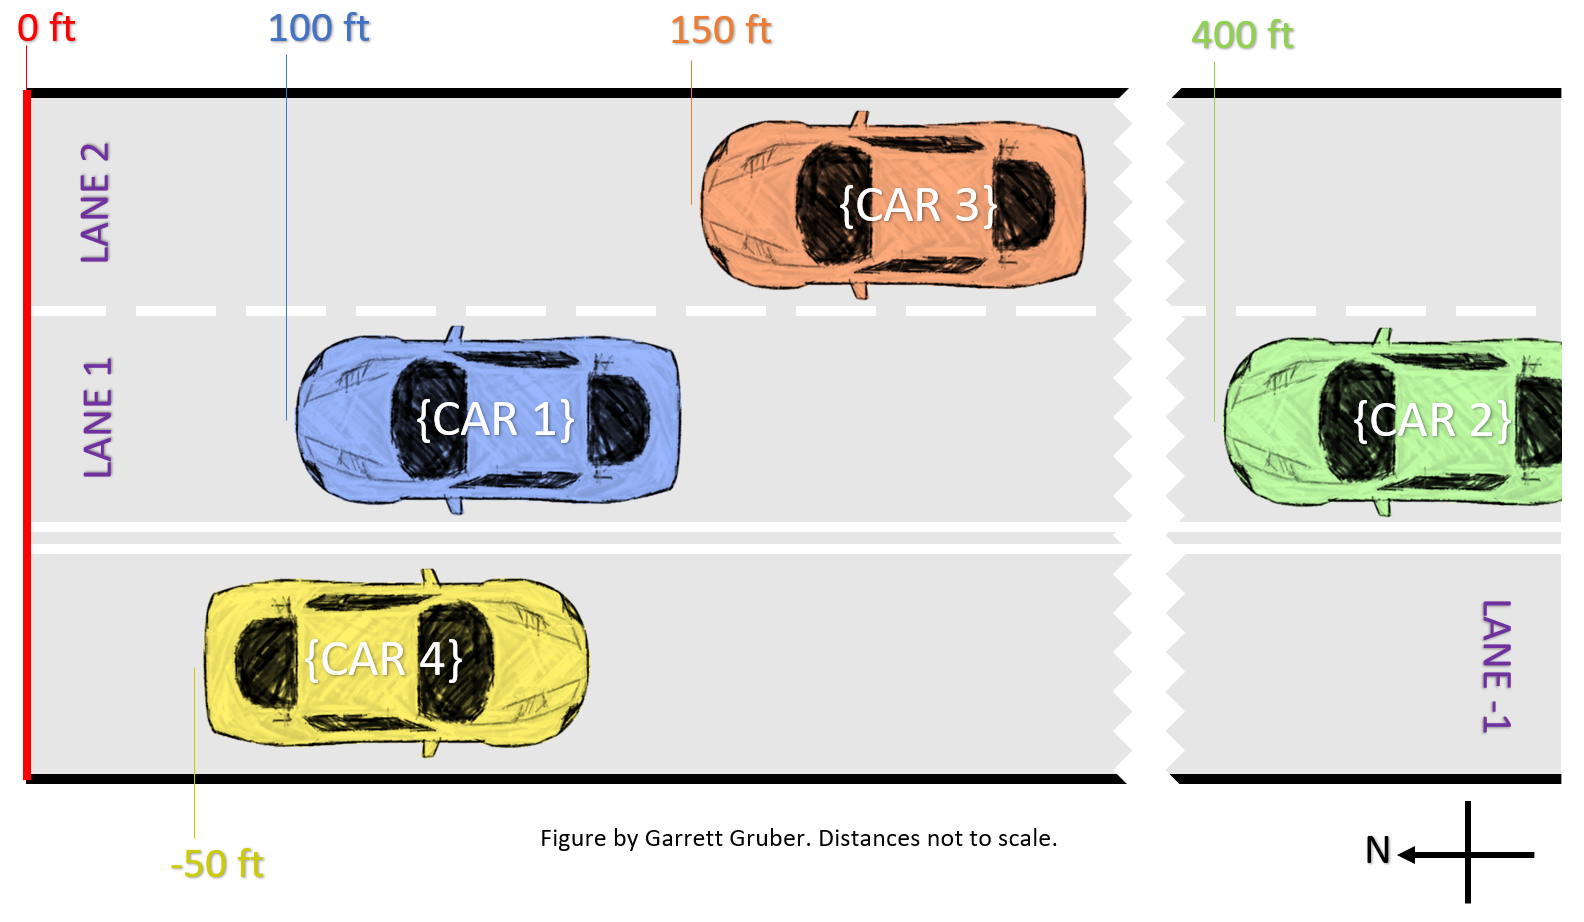 0 ft
100 ft
150 ft
400 ft
LANE 2
{CAR 3}
LANE 1
{CAR 1}
{CAR 2}
{CAR 4}
LANE -1
-50 ft
Figure by Garrett Gruber. Distances not to scale.
N